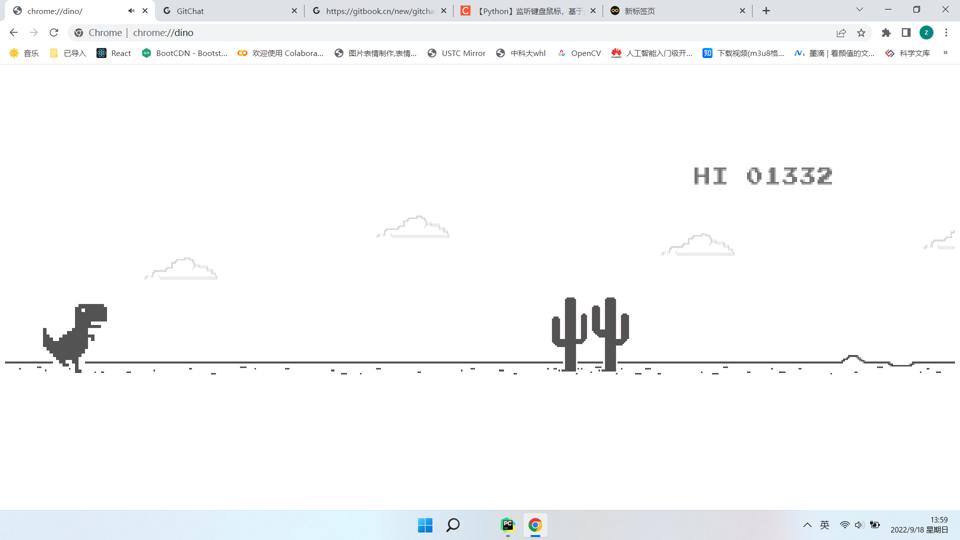 chrome://dino/
GitChat
https://gitbook.cn/new/gitcha
【Python】监听键盘鼠标，基于
新标签页
Chrome | chrome://dino
音乐
已导入
React
BootCDN - Bootst...
欢迎使用 Colabora...
图片表情制作,表情...
USTC Mirror
中科大whl
OpenCV
人工智能入门极开...
下载视频(m3u8格...
墨滴 | 看颜值的文...
科学文库
»
HI 01332
英
13:59
2022/9/18 星期日